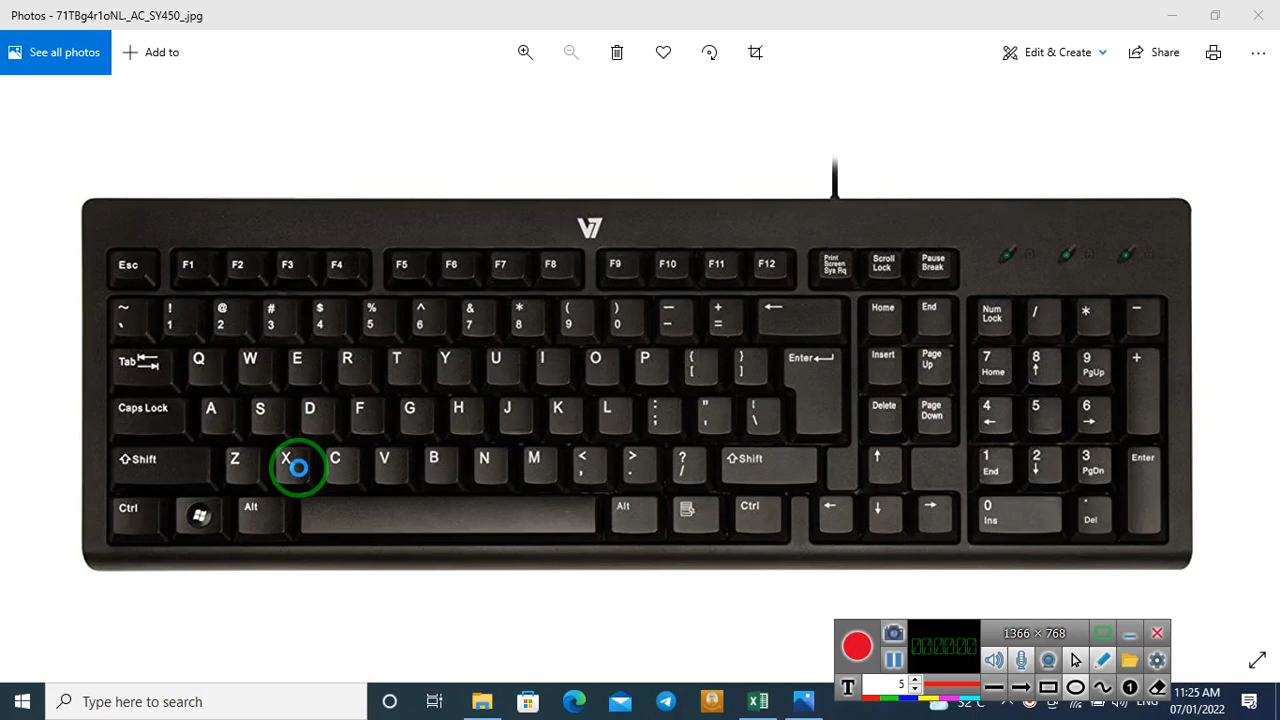 Photos - 71TBg4r1oNL_AC_SY450_.jpg
See all photos
Add to
Edit & Create
Share
V7
Esc F1 F2 F3 F4 F5 F6 F7 F8 F9 F10 F11 F12 Print Screen Sys Rq Scroll Lock Pause Break
~ ! @ # $ % ^ & * ( ) — + Home End Num Lock / * −
` 1 2 3 4 5 6 7 8 9 0 - =
Tab Q W E R T Y U I O P { [ } ] Enter Insert Page Up 7 Home 8 ↑ 9 PgUp +
Caps Lock A S D F G H J K L : ; " , | \ Delete Page Down 4 ← 5 6 →
⇧Shift Z X C V B N M < , > . ? / ⇧Shift ↑ 1 End 2 ↓ 3 PgDn Enter
Ctrl Alt Alt Ctrl ← ↓ → 0 Ins . Del
1366 × 768
000000
T 5
Type here to search
11:25 AM
07/01/2022